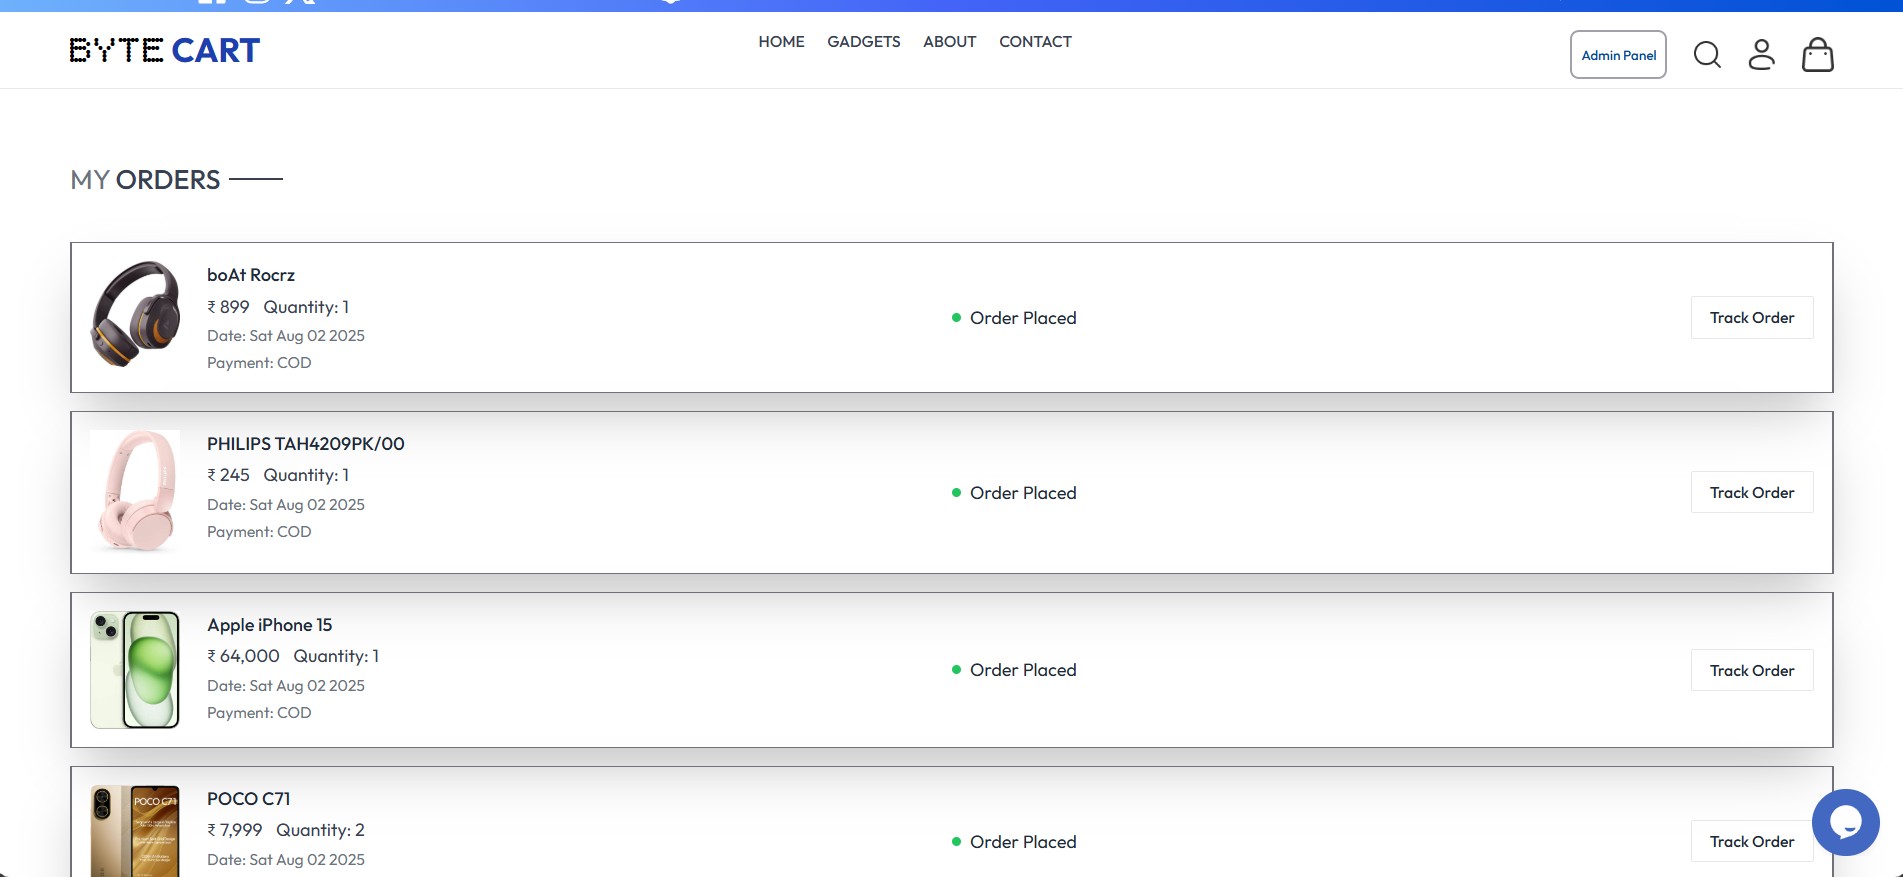 BYTE CART
HOME GADGETS ABOUT CONTACT
Admin Panel
MY ORDERS
boAt Rocrz
₹ 899 Quantity: 1
Date: Sat Aug 02 2025
Payment: COD
Order Placed
Track Order
PHILIPS TAH4209PK/00
₹ 245 Quantity: 1
Date: Sat Aug 02 2025
Payment: COD
Order Placed
Track Order
Apple iPhone 15
₹ 64,000 Quantity: 1
Date: Sat Aug 02 2025
Payment: COD
Order Placed
Track Order
POCO C71
POCO C71
₹ 7,999 Quantity: 2
Date: Sat Aug 02 2025
Order Placed
Track Order